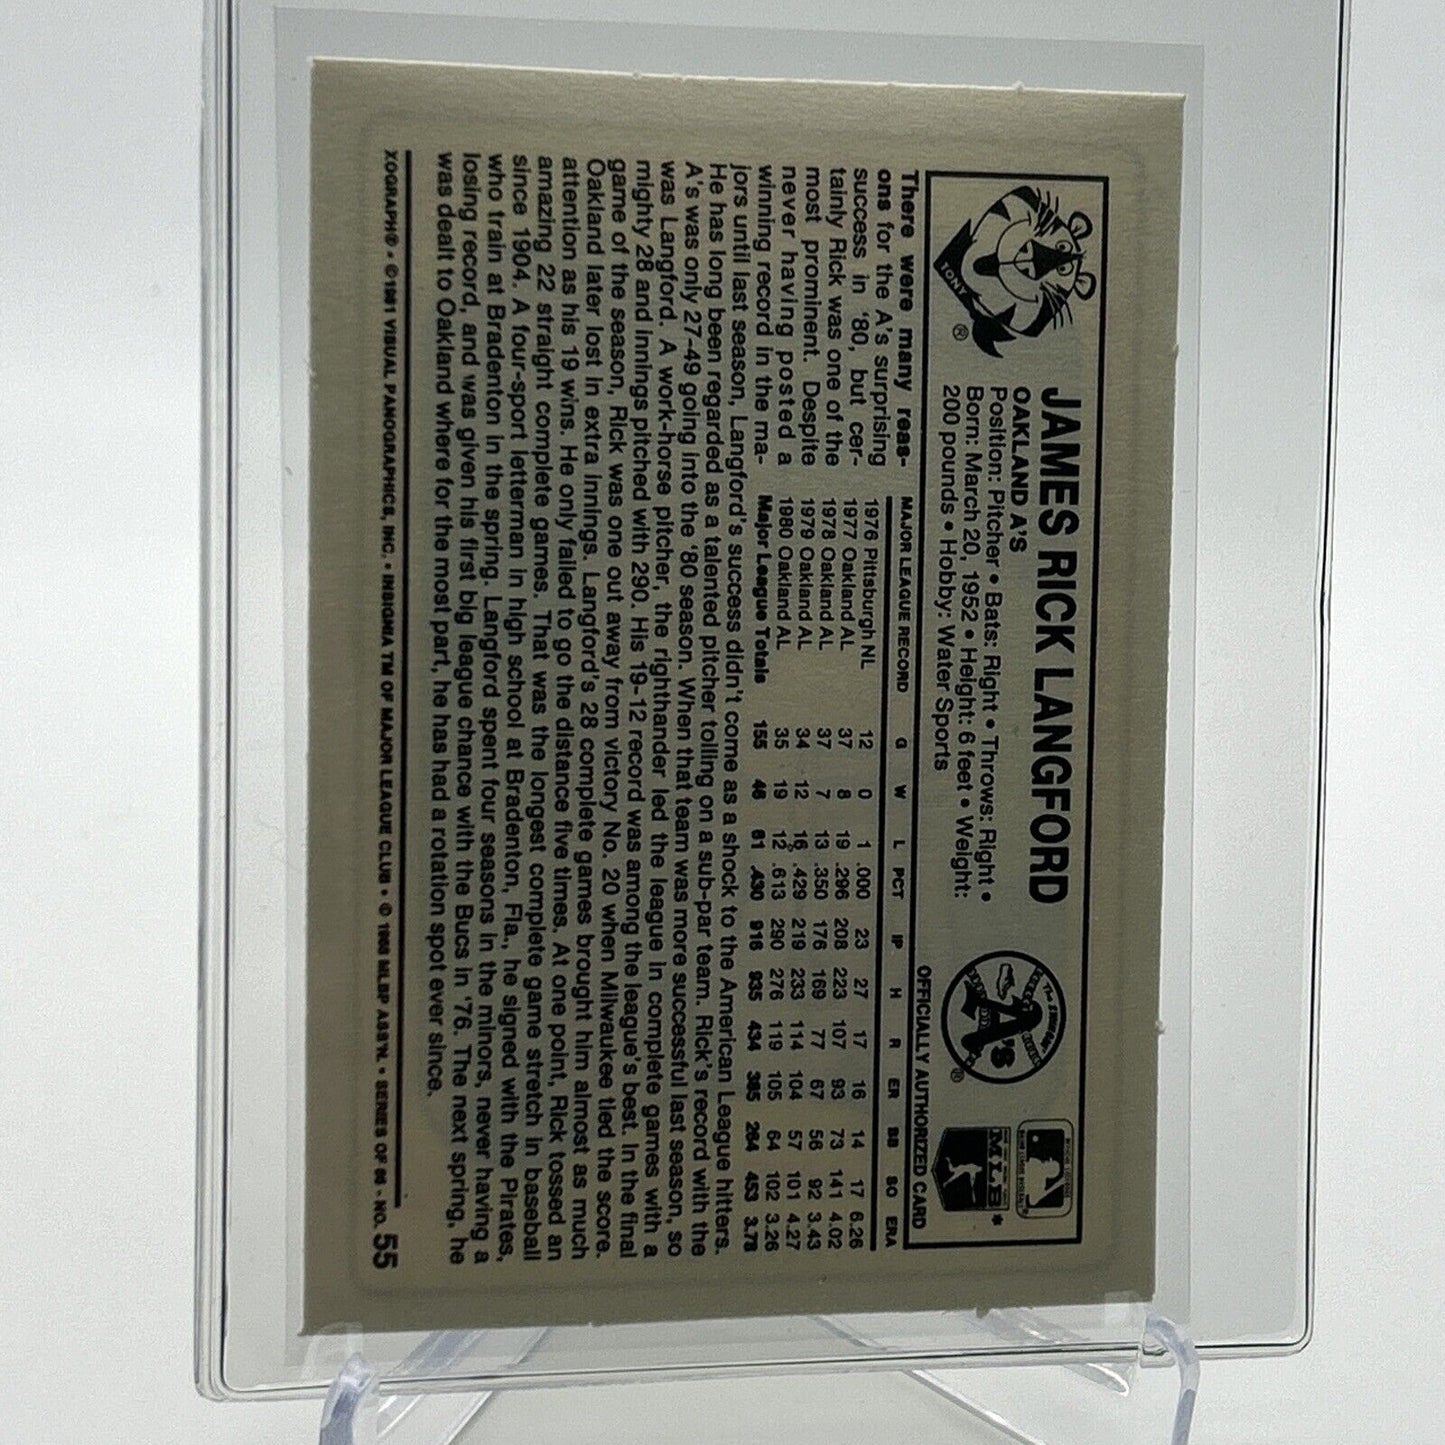 TONY
®
JAMES RICK LANGFORD
OAKLAND A'S
Position: Pitcher • Bats: Right • Throws: Right •
Born: March 20, 1952 • Height: 6 feet • Weight:
200 pounds • Hobby: Water Sports
A's
®
MLB
OFFICIALLY AUTHORIZED CARD
There were many reas-
ons for the A's surprising
success in '80, but cer-
tainly Rick was one of the
most prominent. Despite
never having posted a
winning record in the ma-
MAJOR LEAGUE RECORD G W L PCT IP H R ER BB SO ERA
1976 Pittsburgh NL 12 0 1 .000 23 27 17 16 14 17 6.26
1977 Oakland AL 37 8 19 .296 208 223 107 93 73 141 4.02
1978 Oakland AL 37 7 13 .350 176 169 77 67 56 92 3.43
1979 Oakland AL 34 12 16 .429 219 233 114 104 57 101 4.27
1980 Oakland AL 35 19 12 .613 290 276 119 105 64 102 3.26
Major League Totals 155 46 61 .430 916 935 434 385 264 453 3.78
jors until last season, Langford's success didn't come as a shock to the American League hitters.
He has long been regarded as a talented pitcher toiling on a sub-par team. Rick's record with the
A's was only 27-49 going into the '80 season. When that team was more successful last season, so
was Langford. A work-horse pitcher, the righthander led the league in complete games with a
mighty 28 and innings pitched with 290. His 19-12 record was among the league's best. In the final
game of the season, Rick was one out away from victory No. 20 when Milwaukee tied the score.
Oakland later lost in extra innings. Langford's 28 complete games brought him almost as much
attention as his 19 wins. He only failed to go the distance five times. At one point, Rick tossed an
amazing 22 straight complete games. That was the longest complete game stretch in baseball
since 1904. A four-sport letterman in high school at Bradenton, Fla., he signed with the Pirates,
who train at Bradenton in the spring. Langford spent four seasons in the minors, never having a
losing record, and was given his first big league chance with the Bucs in '76. The next spring, he
was dealt to Oakland where for the most part, he has had a rotation spot ever since.
XOGRAPH® • ©1981 VISUAL PANOGRAPHICS, INC. • INSIGNIA TM OF MAJOR LEAGUE CLUB • © 1968 MLBP ASS'N. • SERIES OF 66 - NO. 55